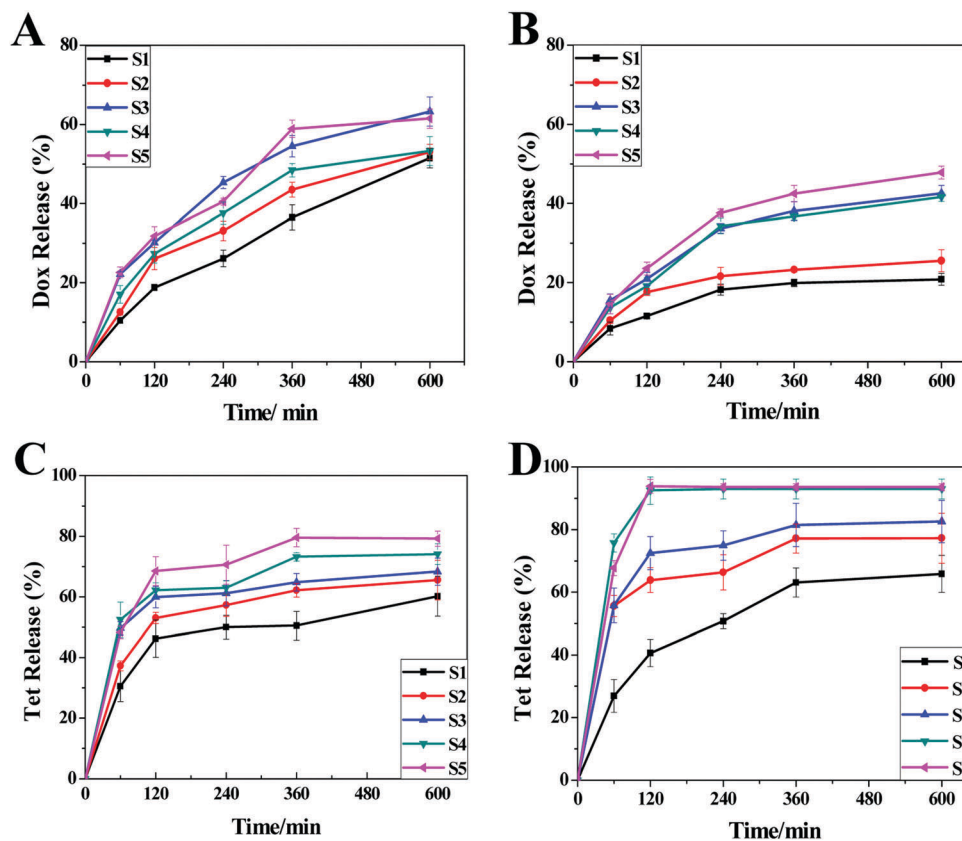 A
80
60
40
20
0
Dox Release (%)
S1
S2
S3
S4
S5
0 120 240 360 480 600
Time/ min
B
80
60
40
20
0
Dox Release (%)
S1
S2
S3
S4
S5
0 120 240 360 480 600
Time/min
C
100
80
60
40
20
0
Tet Release (%)
S1
S2
S3
S4
S5
0 120 240 360 480 600
Time/min
D
100
80
60
40
20
0
Tet Release (%)
S
S
S
S
S
0 120 240 360 480 600
Time/min